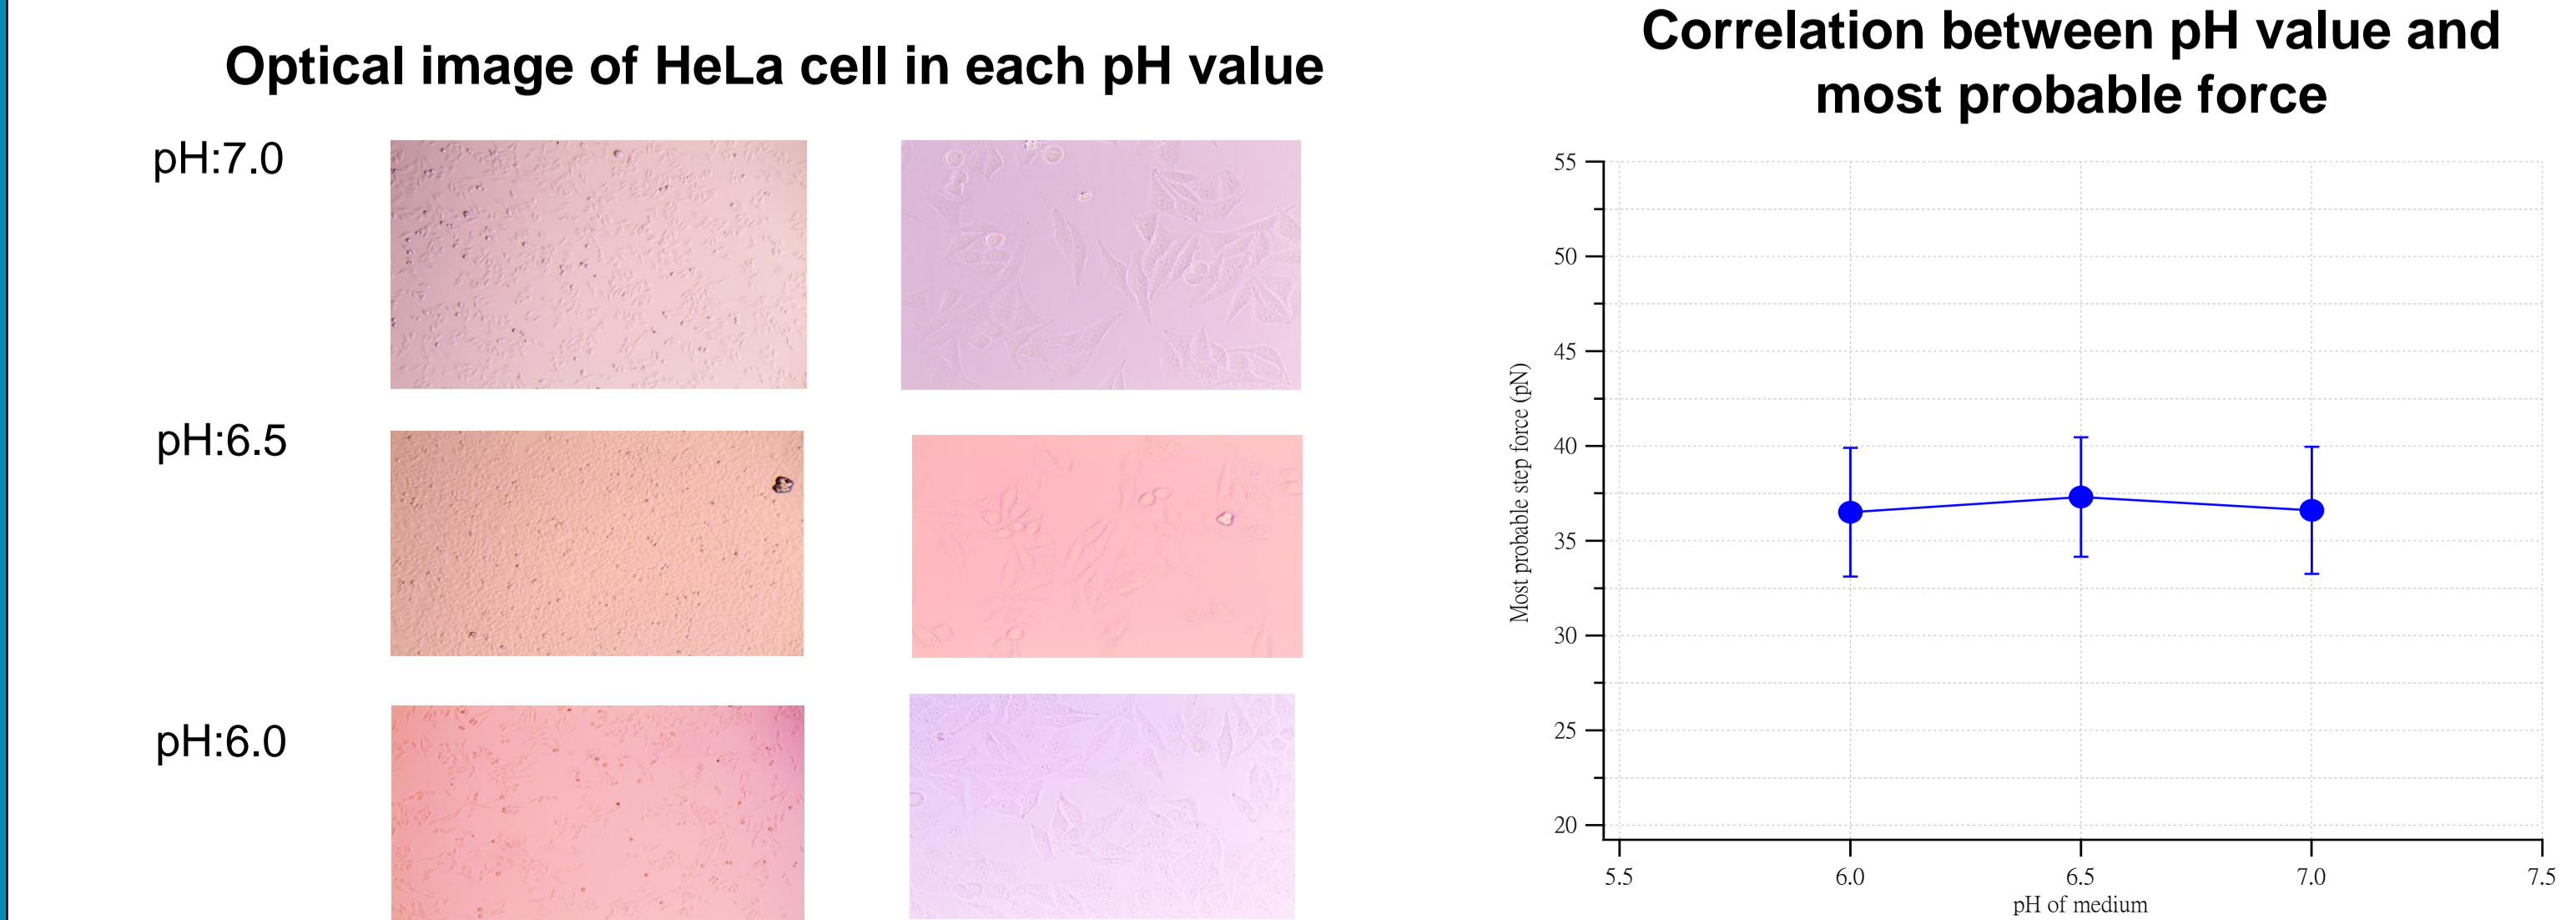 Optical image of HeLa cell in each pH value
pH:7.0
pH:6.5
pH:6.0
Correlation between pH value and
most probable force
55
50
45
40
35
30
25
20
Most probable step force (pN)
5.5 6.0 6.5 7.0 7.5
pH of medium